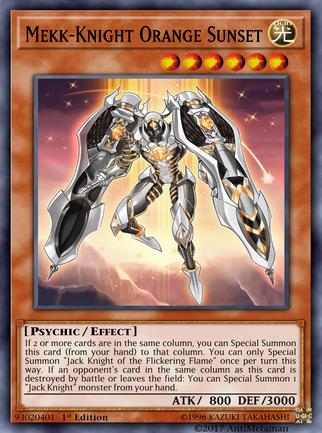 Mekk-Knight Orange Sunset
LIGHT
光
[Psychic / Effect]
If 2 or more cards are in the same column, you can Special Summon
this card (from your hand) to that column. You can only Special
Summon "Jack Knight of the Flickering Flame" once per turn this
way. If an opponent's card in the same column as this card is
destroyed by battle or leaves the field: You can Special Summon
"Jack Knight" monster from your hand.
ATK/ 800 DEF/3000
93020401 1st Edition ©1996 KAZUKI TAKAHASHI
©2017 AntiMetaman